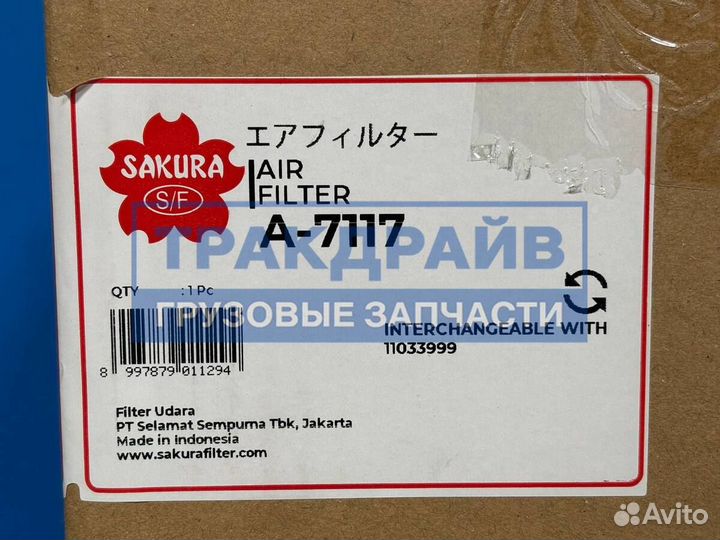 エアフィルター
SAKURA
S/F
AIR
FILTER
A-7117
ТРАКДРАЙВ
QTY : 1 Pc
ГРУЗОВЫЕ ЗАПЧАСТИ
INTERCHANGEABLE WITH
11033999
8 997879 011294
Filter Udara
PT Selamat Sempurna Tbk, Jakarta
Made in Indonesia
www.sakurafilter.com
Avito